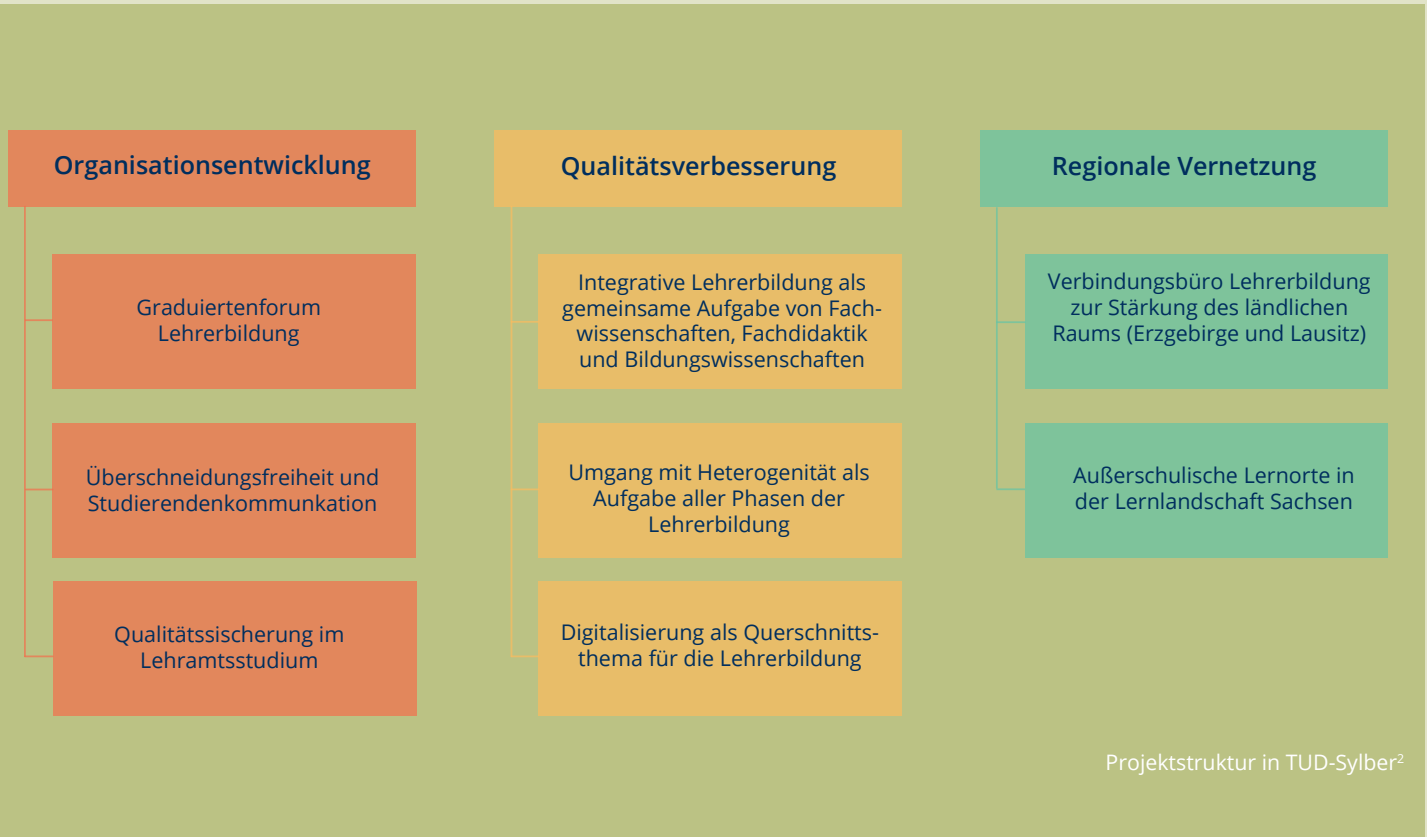 Organisationsentwicklung
Graduiertenforum
Lehrerbildung
Überschneidungsfreiheit und
Studierendenkommunkation
Qualitätssischerung im
Lehramtsstudium
Qualitätsverbesserung
Integrative Lehrerbildung als
gemeinsame Aufgabe von Fach-
wissenschaften, Fachdidaktik
und Bildungswissenschaften
Umgang mit Heterogenität als
Aufgabe aller Phasen der
Lehrerbildung
Digitalisierung als Querschnitts-
thema für die Lehrerbildung
Regionale Vernetzung
Verbindungsbüro Lehrerbildung
zur Stärkung des ländlichen
Raums (Erzgebirge und Lausitz)
Außerschulische Lernorte in
der Lernlandschaft Sachsen
Projektstruktur in TUD-Sylber²